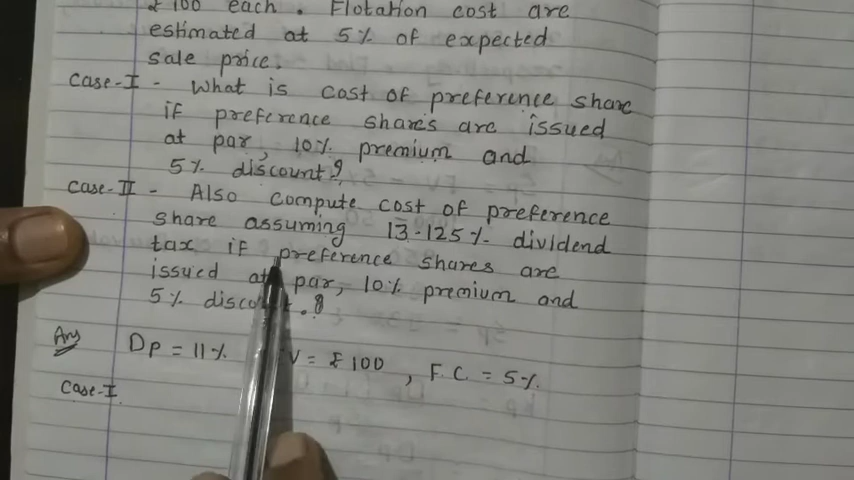 ₹100 each. Flotation cost are
estimated at 5% of expected
sale price.
Case-I - What is cost of preference share
if preference shares are issued
at par, 10% premium and
5% discount?
Case-II - Also compute cost of preference
share assuming 13.125% dividend
tax if preference shares are
issued at par, 10% premium and
5% disco t.?
Ans DP = 11% V = ₹100, F.C. = 5%.
Case-I.